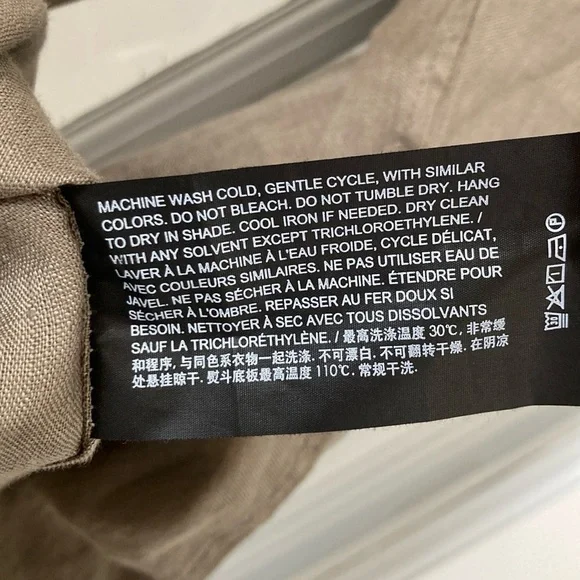 MACHINE WASH COLD, GENTLE CYCLE, WITH SIMILAR
COLORS. DO NOT BLEACH. DO NOT TUMBLE DRY. HANG
TO DRY IN SHADE. COOL IRON IF NEEDED. DRY CLEAN
WITH ANY SOLVENT EXCEPT TRICHLOROETHYLENE. /
LAVER À LA MACHINE À L'EAU FROIDE, CYCLE DÉLICAT,
AVEC COULEURS SIMILAIRES. NE PAS UTILISER EAU DE
JAVEL. NE PAS SÉCHER À LA MACHINE. ÉTENDRE POUR
SÉCHER À L'OMBRE. REPASSER AU FER DOUX SI
BESOIN. NETTOYER À SEC AVEC TOUS DISSOLVANTS
SAUF LA TRICHLORÉTHYLÈNE. / 最高洗涤温度 30℃, 非常缓
和程序, 与同色系衣物一起洗涤. 不可漂白. 不可翻转干燥. 在阴凉
处悬挂晾干. 熨斗底板最高温度 110℃. 常规干洗.
P